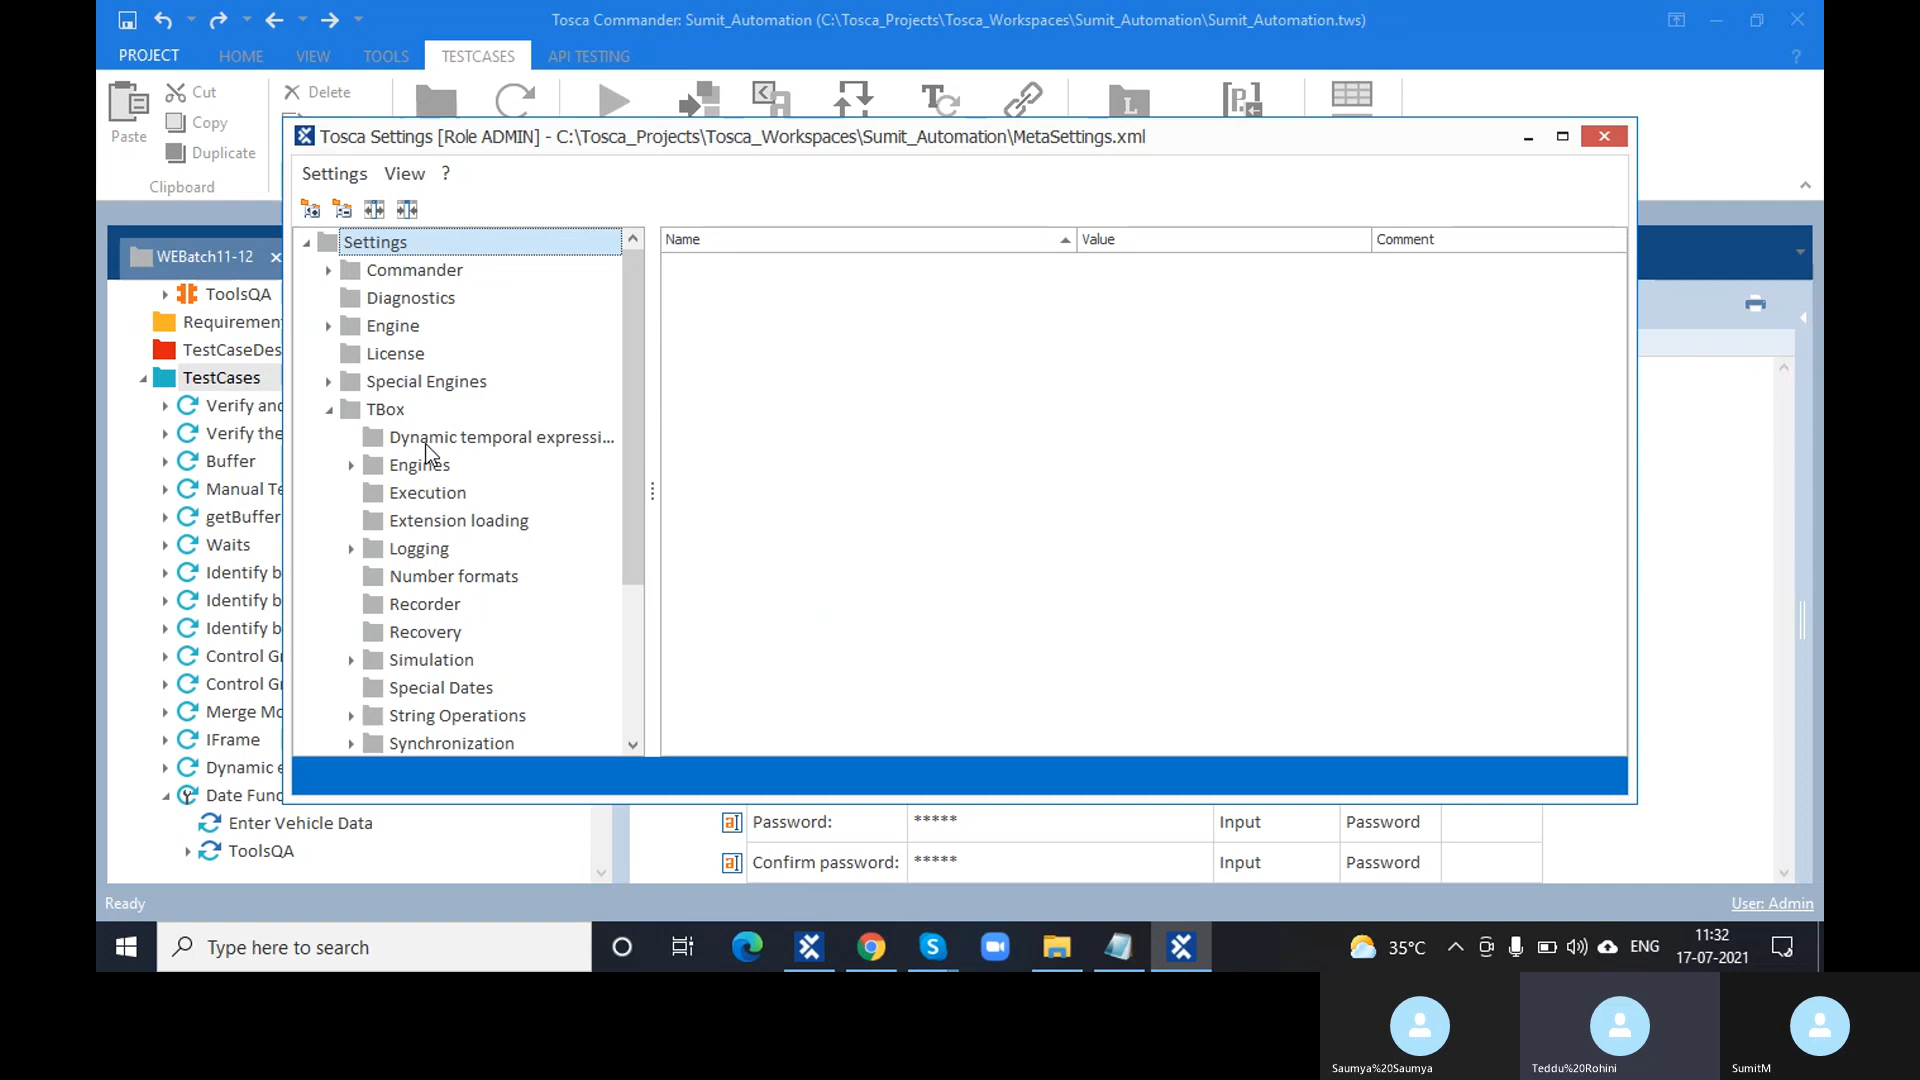 Tosca Commander: Sumit_Automation (C:\Tosca_Projects\Tosca_Workspaces\Sumit_Automation\Sumit_Automation.tws)
PROJECT HOME VIEW TOOLS TESTCASES API TESTING ?
Paste
Cut
Copy
Duplicate
Delete
Clipboard
Tosca Settings [Role ADMIN] - C:\Tosca_Projects\Tosca_Workspaces\Sumit_Automation\MetaSettings.xml
Settings View ?
Settings
Commander
Diagnostics
Engine
License
Special Engines
TBox
Dynamic temporal expressi...
Engines
Execution
Extension loading
Logging
Number formats
Recorder
Recovery
Simulation
Special Dates
String Operations
Synchronization
Name Value Comment
WEBatch11-12
ToolsQA
Requiremen
TestCaseDes
TestCases
Verify and
Verify the
Buffer
Manual Te
getBuffer
Waits
Identify b
Identify b
Identify b
Control Gr
Control Gr
Merge Mo
IFrame
Dynamic e
Date Func
Enter Vehicle Data
ToolsQA
Password: ***** Input Password
Confirm password: ***** Input Password
Ready
User: Admin
Type here to search
35°C
ENG
11:32
17-07-2021
Saumya%20Saumya
Teddu%20Rohini
SumitM